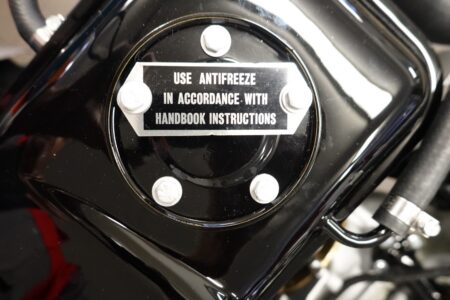 USE ANTIFREEZE
IN ACCORDANCE WITH
HANDBOOK INSTRUCTIONS